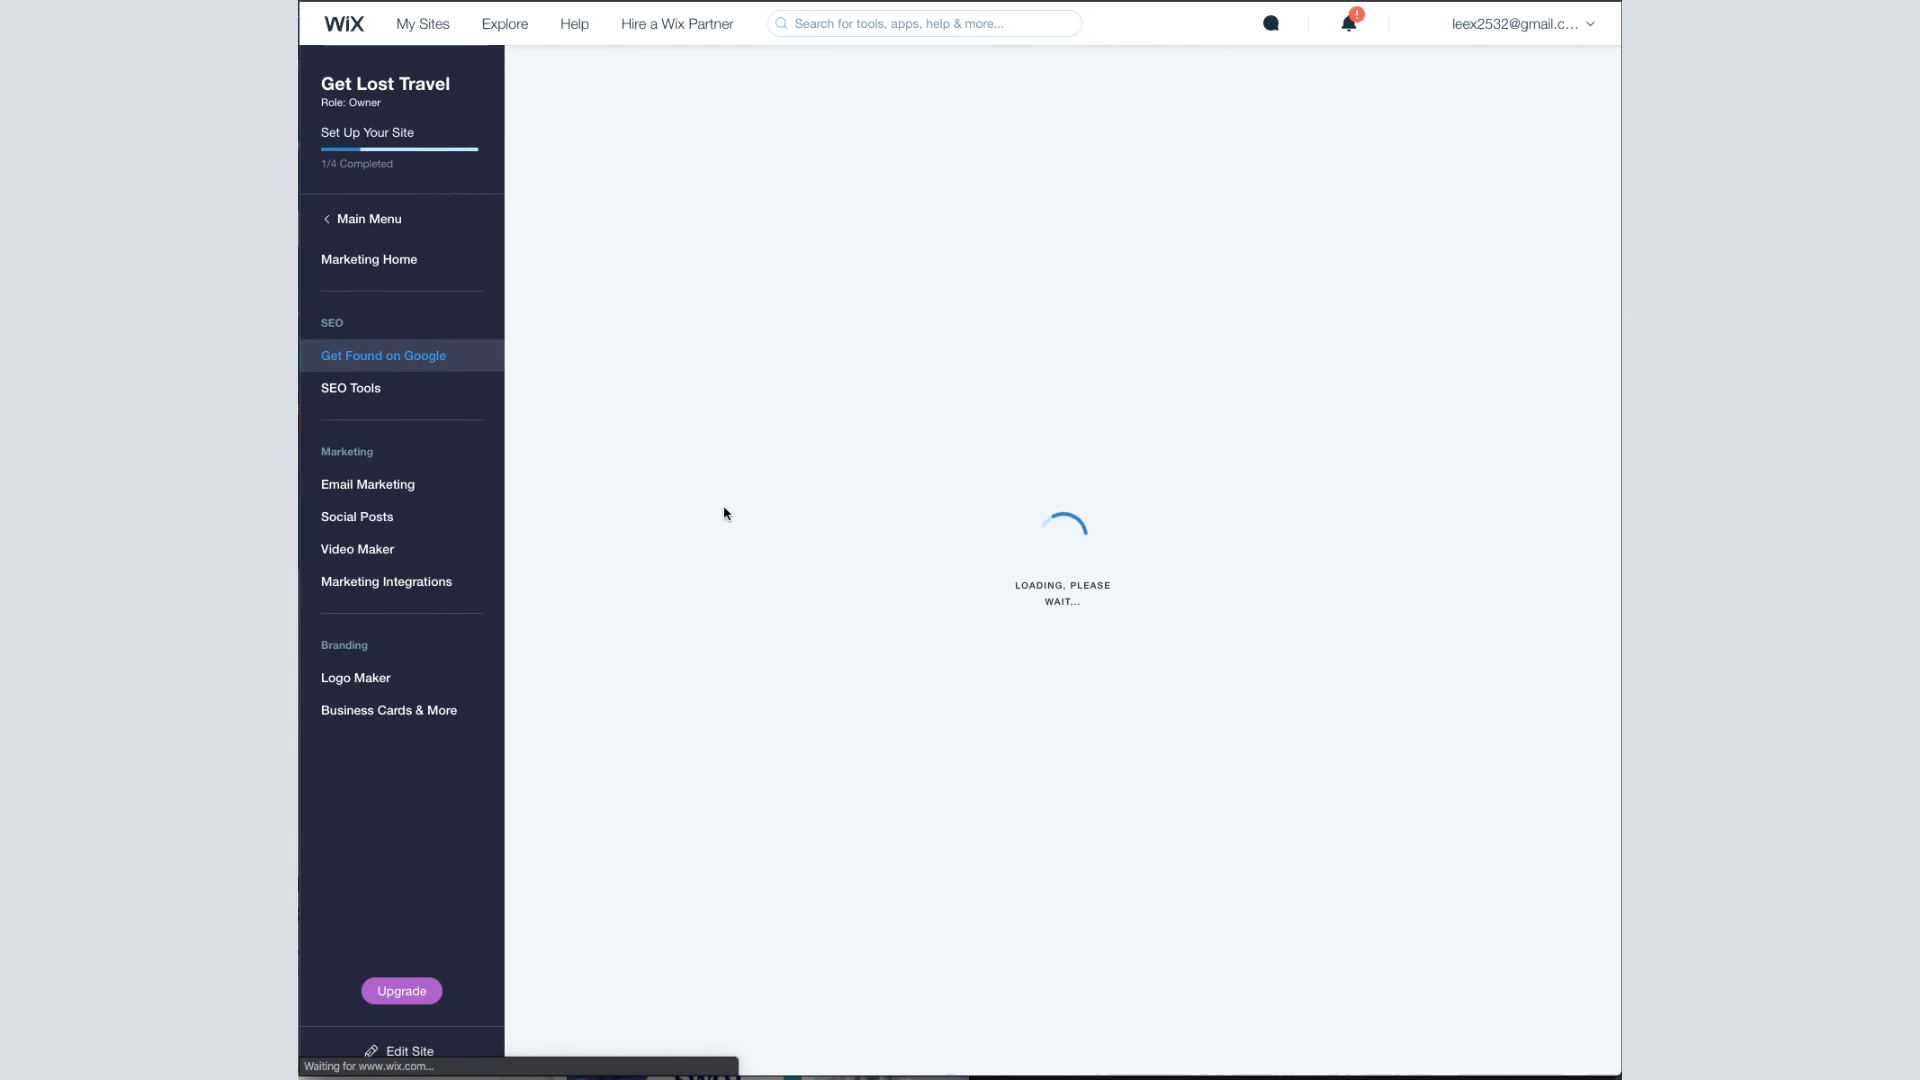 WiX My Sites Explore Help Hire a Wix Partner Search for tools, apps, help & more... ! leex2532@gmail.c...
Get Lost Travel
Role: Owner
Set Up Your Site
1/4 Completed
Main Menu
Marketing Home
SEO
Get Found on Google
SEO Tools
Marketing
Email Marketing
Social Posts
Video Maker
Marketing Integrations
Branding
Logo Maker
Business Cards & More
LOADING, PLEASE
WAIT...
Upgrade
Edit Site
Waiting for www.wix.com...